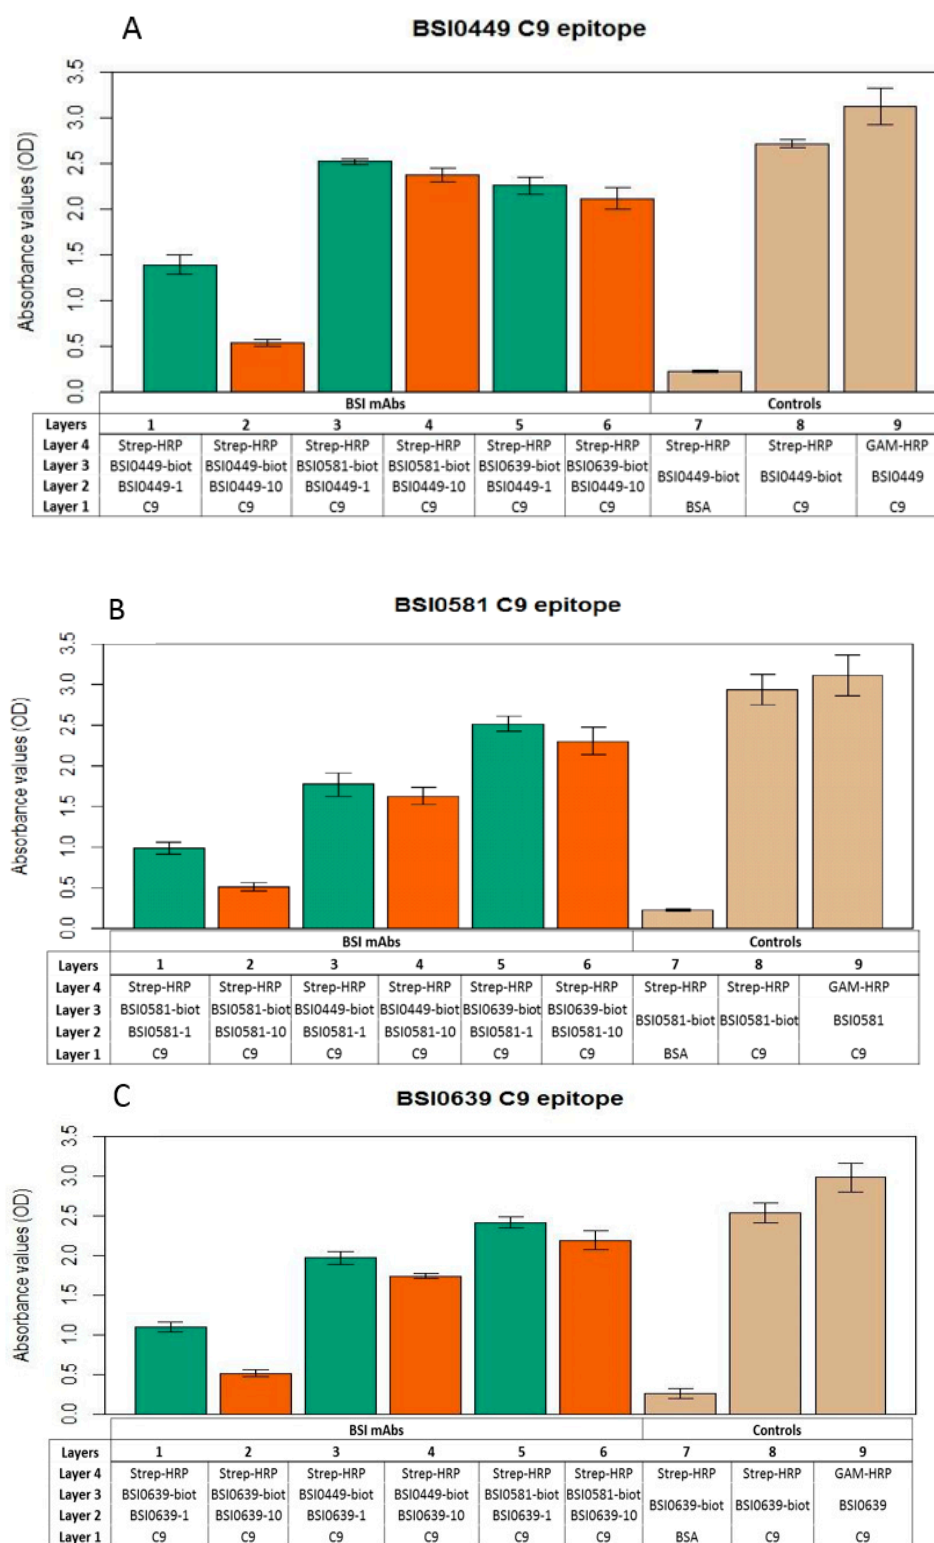 A
BSI0449 C9 epitope
Absorbance values (OD)
3.5
3.0
2.5
2.0
1.5
1.0
0.5
0.0
BSI mAbs Controls
Layers 1 2 3 4 5 6 7 8 9
Layer 4 Strep-HRP Strep-HRP Strep-HRP Strep-HRP Strep-HRP Strep-HRP Strep-HRP Strep-HRP GAM-HRP
Layer 3 BSI0449-biot BSI0449-biot BSI0581-biot BSI0581-biot BSI0639-biot BSI0639-biot BSI0449-biot BSI0449-biot BSI0449
Layer 2 BSI0449-1 BSI0449-10 BSI0449-1 BSI0449-10 BSI0449-1 BSI0449-10
Layer 1 C9 C9 C9 C9 C9 C9 BSA C9 C9
B
BSI0581 C9 epitope
Absorbance values (OD)
3.5
3.0
2.5
2.0
1.5
1.0
0.5
0.0
BSI mAbs Controls
Layers 1 2 3 4 5 6 7 8 9
Layer 4 Strep-HRP Strep-HRP Strep-HRP Strep-HRP Strep-HRP Strep-HRP Strep-HRP Strep-HRP GAM-HRP
Layer 3 BSI0581-biot BSI0581-biot BSI0449-biot BSI0449-biot BSI0639-biot BSI0639-biot BSI0581-biot BSI0581-biot BSI0581
Layer 2 BSI0581-1 BSI0581-10 BSI0581-1 BSI0581-10 BSI0581-1 BSI0581-10
Layer 1 C9 C9 C9 C9 C9 C9 BSA C9 C9
C
BSI0639 C9 epitope
Absorbance values (OD)
3.5
3.0
2.5
2.0
1.5
1.0
0.5
0.0
BSI mAbs Controls
Layers 1 2 3 4 5 6 7 8 9
Layer 4 Strep-HRP Strep-HRP Strep-HRP Strep-HRP Strep-HRP Strep-HRP Strep-HRP Strep-HRP GAM-HRP
Layer 3 BSI0639-biot BSI0639-biot BSI0449-biot BSI0449-biot BSI0581-biot BSI0581-biot BSI0639-biot BSI0639-biot BSI0639
Layer 2 BSI0639-1 BSI0639-10 BSI0639-1 BSI0639-10 BSI0639-1 BSI0639-10
Layer 1 C9 C9 C9 C9 C9 C9 BSA C9 C9